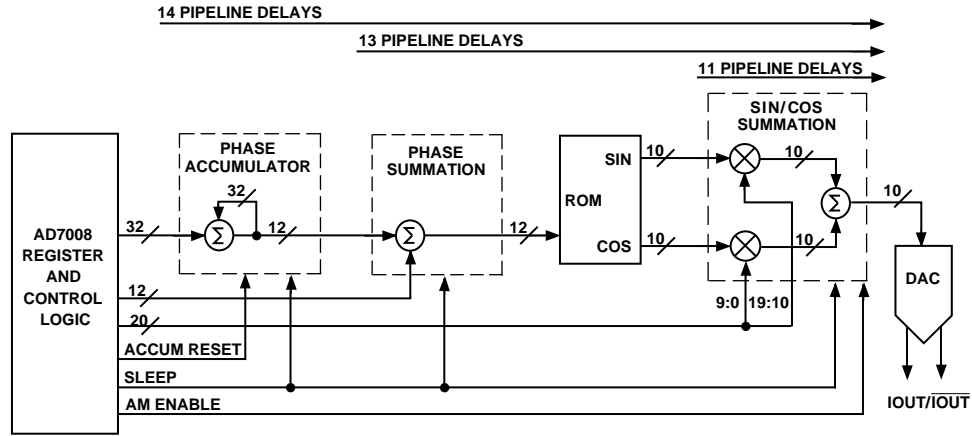 14 PIPELINE DELAYS
13 PIPELINE DELAYS
11 PIPELINE DELAYS
SIN/COS
SUMMATION
PHASE
ACCUMULATOR
PHASE
SUMMATION
AD7008
REGISTER
AND
CONTROL
LOGIC
32
32
Σ
12
Σ
12
ROM
SIN
COS
10
10
10
10
Σ
10
DAC
12
20
9:0
19:10
ACCUM RESET
SLEEP
AM ENABLE
IOUT/IOUT